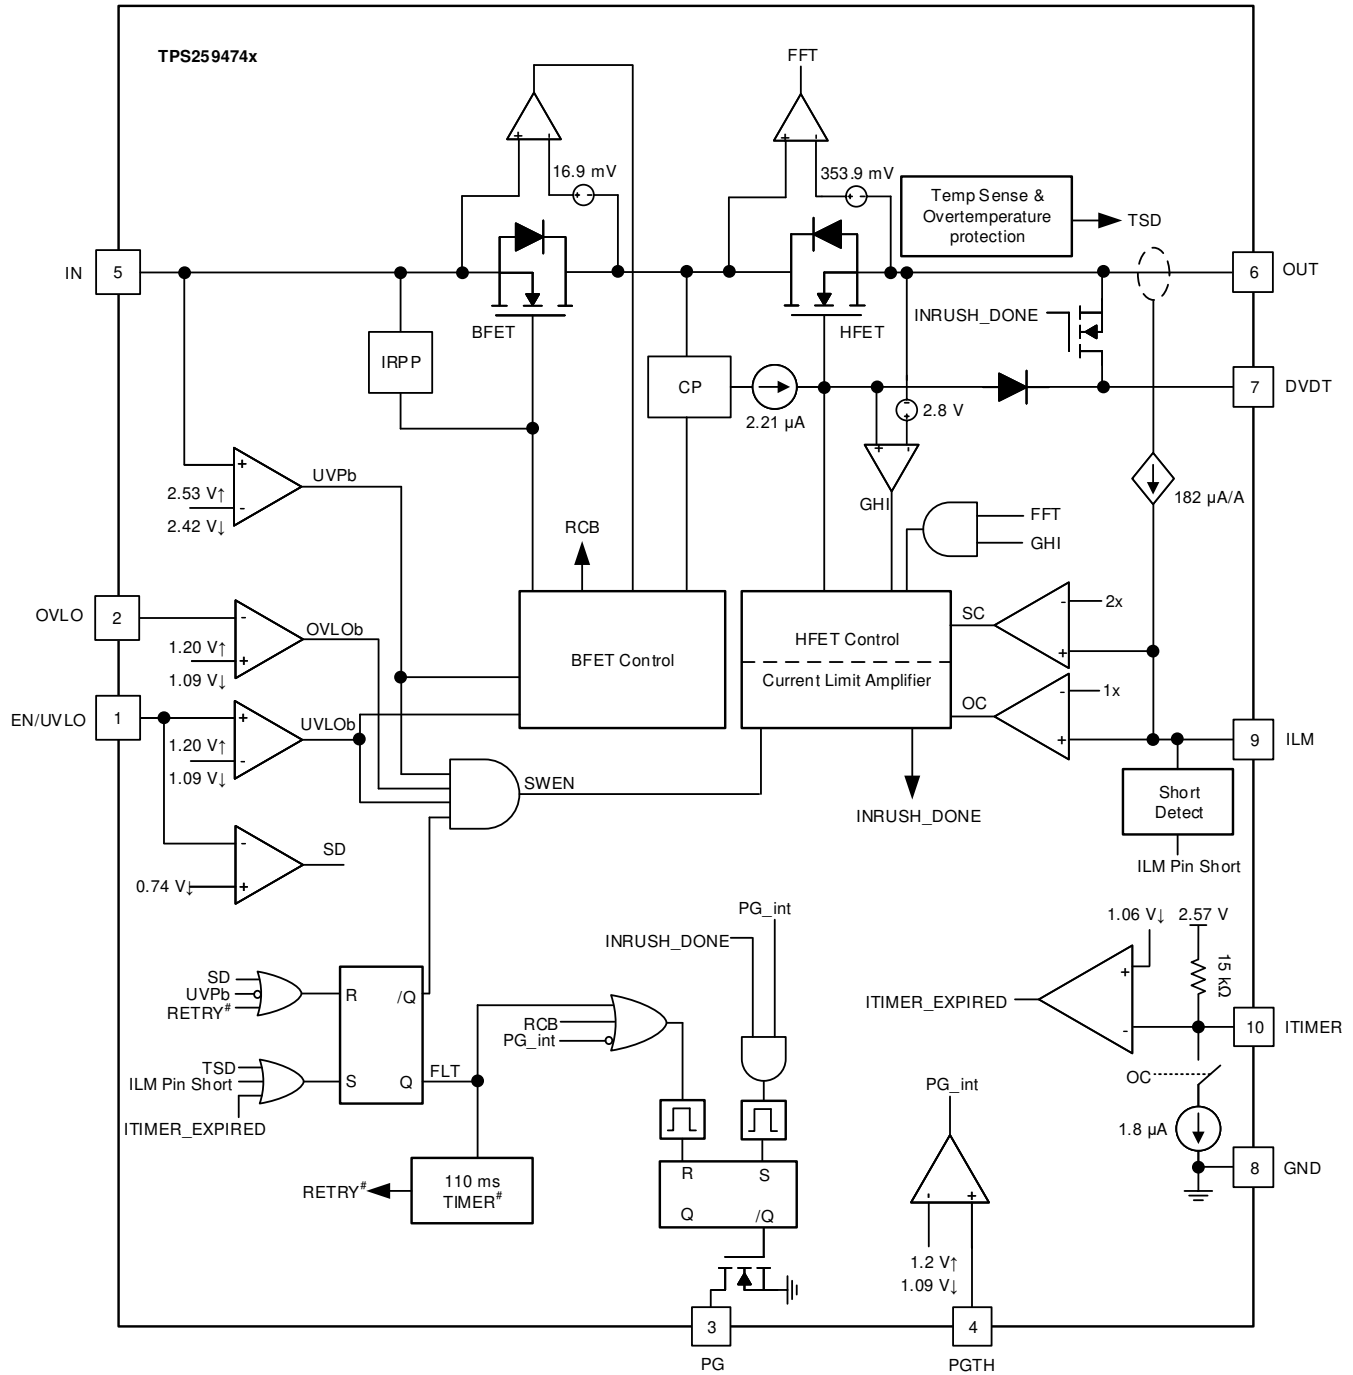 TPS259474x
FFT
16.9 mV
353.9 mV
+
-
+
-
+ -
+ -
Temp Sense &
Overtemperature
protection
TSD
IN
5
6
OUT
BFET
HFET
INRUSH_DONE
IRPP
CP
2.21 µA
-
+
2.8 V
7
DVDT
+
-
GHI
UVPb
+
-
2.53 V↑
2.42 V↓
182 µA/A
RCB
FFT
GHI
OVLO
2
-
+
OVLOb
1.20 V↑
1.09 V↓
BFET Control
HFET Control
Current Limit Amplifier
SC
-
+
2x
EN/UVLO
1
+
-
UVLOb
1.20 V↑
1.09 V↓
OC
-
+
1x
9
ILM
SWEN
INRUSH_DONE
Short
Detect
ILM Pin Short
-
+
SD
0.74 V↓
PG_int
INRUSH_DONE
1.06 V↓
2.57 V
15 kΩ
+
-
ITIMER_EXPIRED
10
ITIMER
SD
UVPb
RETRY#
R
/Q
S
Q
TSD
ILM Pin Short
ITIMER_EXPIRED
FLT
RCB
PG_int
OC
1.8 µA
8
GND
PG_int
-
+
RETRY#
110 ms
TIMER#
R
S
Q
/Q
1.2 V↑
1.09 V↓
3
4
PG
PGTH